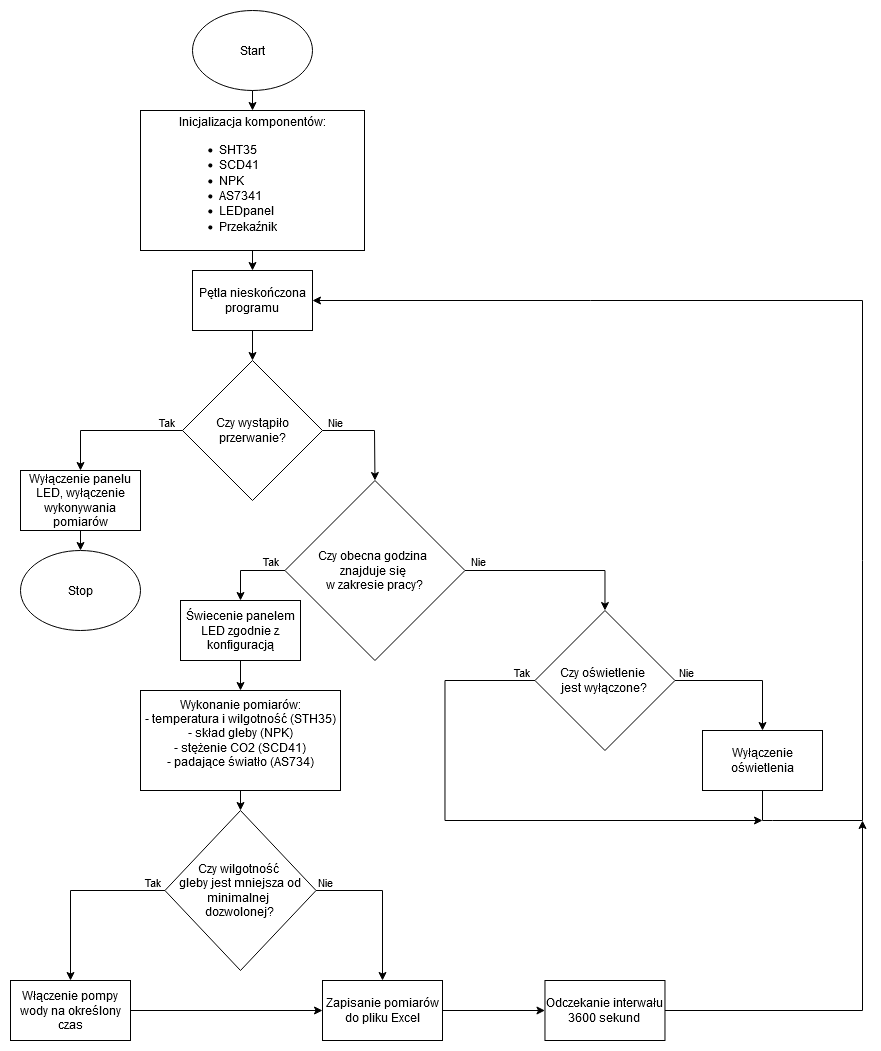 Start
Inicjalizacja komponentów:
• SHT35
• SCD41
• NPK
• AS7341
• LEDpanel
• Przekaźnik
Pętla nieskończona
programu
Czy wystąpiło
przerwanie?
Tak
Nie
Wyłączenie panelu
LED, wyłączenie
wykonywania
pomiarów
Stop
Czy obecna godzina
znajduje się
w zakresie pracy?
Tak
Nie
Świecenie panelem
LED zgodnie z
konfiguracją
Czy oświetlenie
jest wyłączone?
Tak
Nie
Wyłączenie
oświetlenia
Wykonanie pomiarów:
- temperatura i wilgotność (STH35)
- skład gleby (NPK)
- stężenie CO2 (SCD41)
- padające światło (AS734)
Czy wilgotność
gleby jest mniejsza od
minimalnej
dozwolonej?
Tak
Nie
Włączenie pompy
wody na określony
czas
Zapisanie pomiarów
do pliku Excel
Odczekanie interwału
3600 sekund